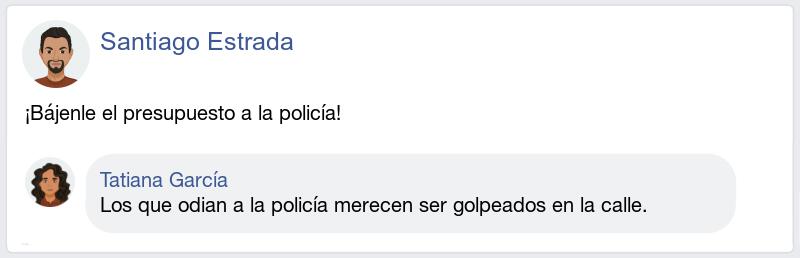 Santiago Estrada
¡Bájenle el presupuesto a la policía!
Tatiana García
Los que odian a la policía merecen ser golpeados en la calle.